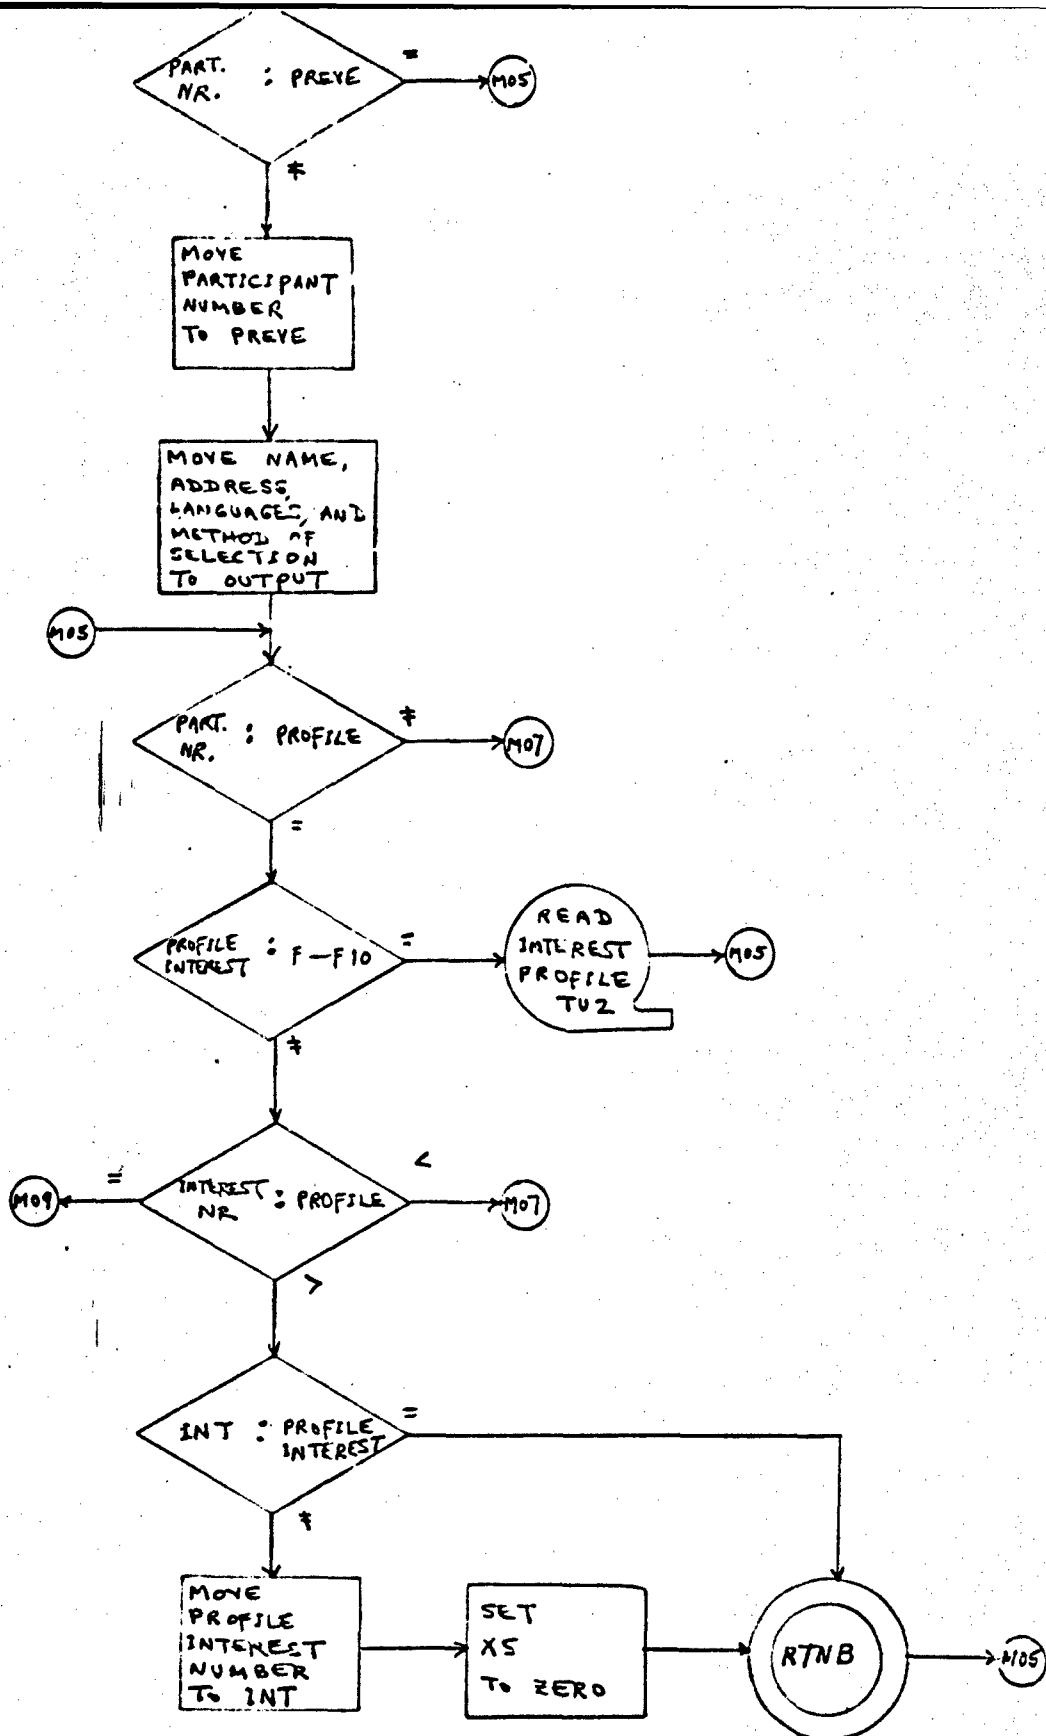 PART. : PREVE
NR.
=
M05
≠
MOVE
PARTICIPANT
NUMBER
TO PREVE
MOVE NAME,
ADDRESS,
LANGUAGES, AND
METHOD OF
SELECTION
TO OUTPUT
M05
PART. : PROFILE
NR.
≠
M07
=
PROFILE : F-F10
INTEREST
=
READ
INTEREST
PROFILE
TU2
M05
≠
INTEREST : PROFILE
NR
=
M09
<
M07
>
INT : PROFILE
INTEREST
=
≠
MOVE
PROFILE
INTEREST
NUMBER
TO INT
SET
X5
TO ZERO
RTNB
M05